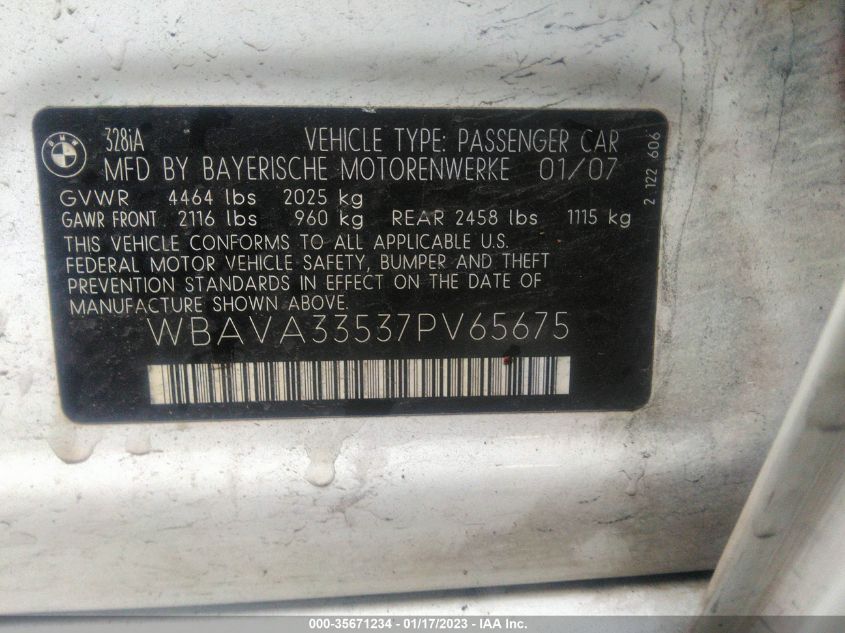 BMW
328iA VEHICLE TYPE: PASSENGER CAR
MFD BY BAYERISCHE MOTORENWERKE 01/07
GVWR 4464 lbs 2025 kg
GAWR FRONT 2116 lbs 960 kg REAR 2458 lbs 1115 kg
THIS VEHICLE CONFORMS TO ALL APPLICABLE U.S.
FEDERAL MOTOR VEHICLE SAFETY, BUMPER AND THEFT
PREVENTION STANDARDS IN EFFECT ON THE DATE OF
MANUFACTURE SHOWN ABOVE.
WBAVA33537PV65675
2 122 606
000-35671234 - 01/17/2023 - IAA Inc.